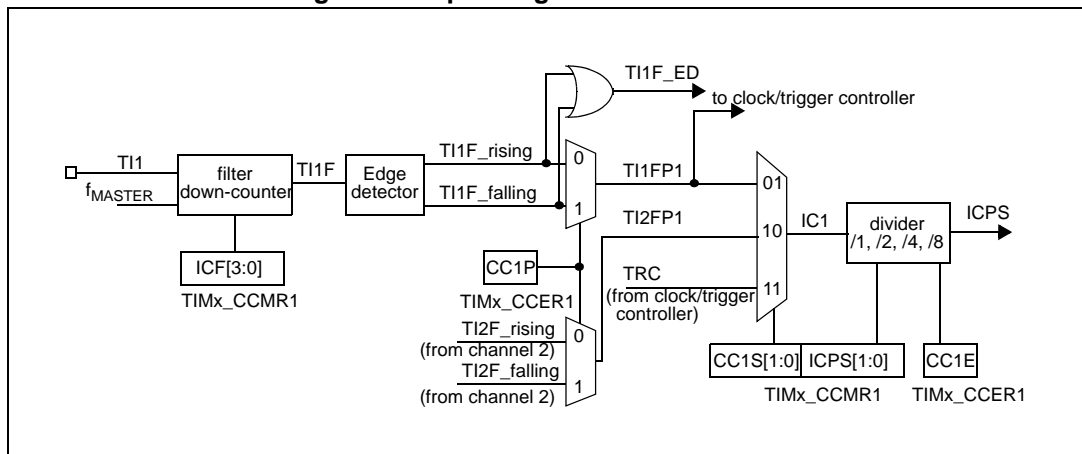 TI1F_ED
to clock/trigger controller
TI1
f_MASTER
filter
down-counter
TI1F
Edge
detector
TI1F_rising
TI1F_falling
0
1
TI1FP1
TI2FP1
TRC
(from clock/trigger
controller)
01
10
11
IC1
divider
/1, /2, /4, /8
ICPS
ICF[3:0]
TIMx_CCMR1
CC1P
TIMx_CCER1
TI2F_rising
(from channel 2)
TI2F_falling
(from channel 2)
0
1
CC1S[1:0]
ICPS[1:0]
TIMx_CCMR1
CC1E
TIMx_CCER1